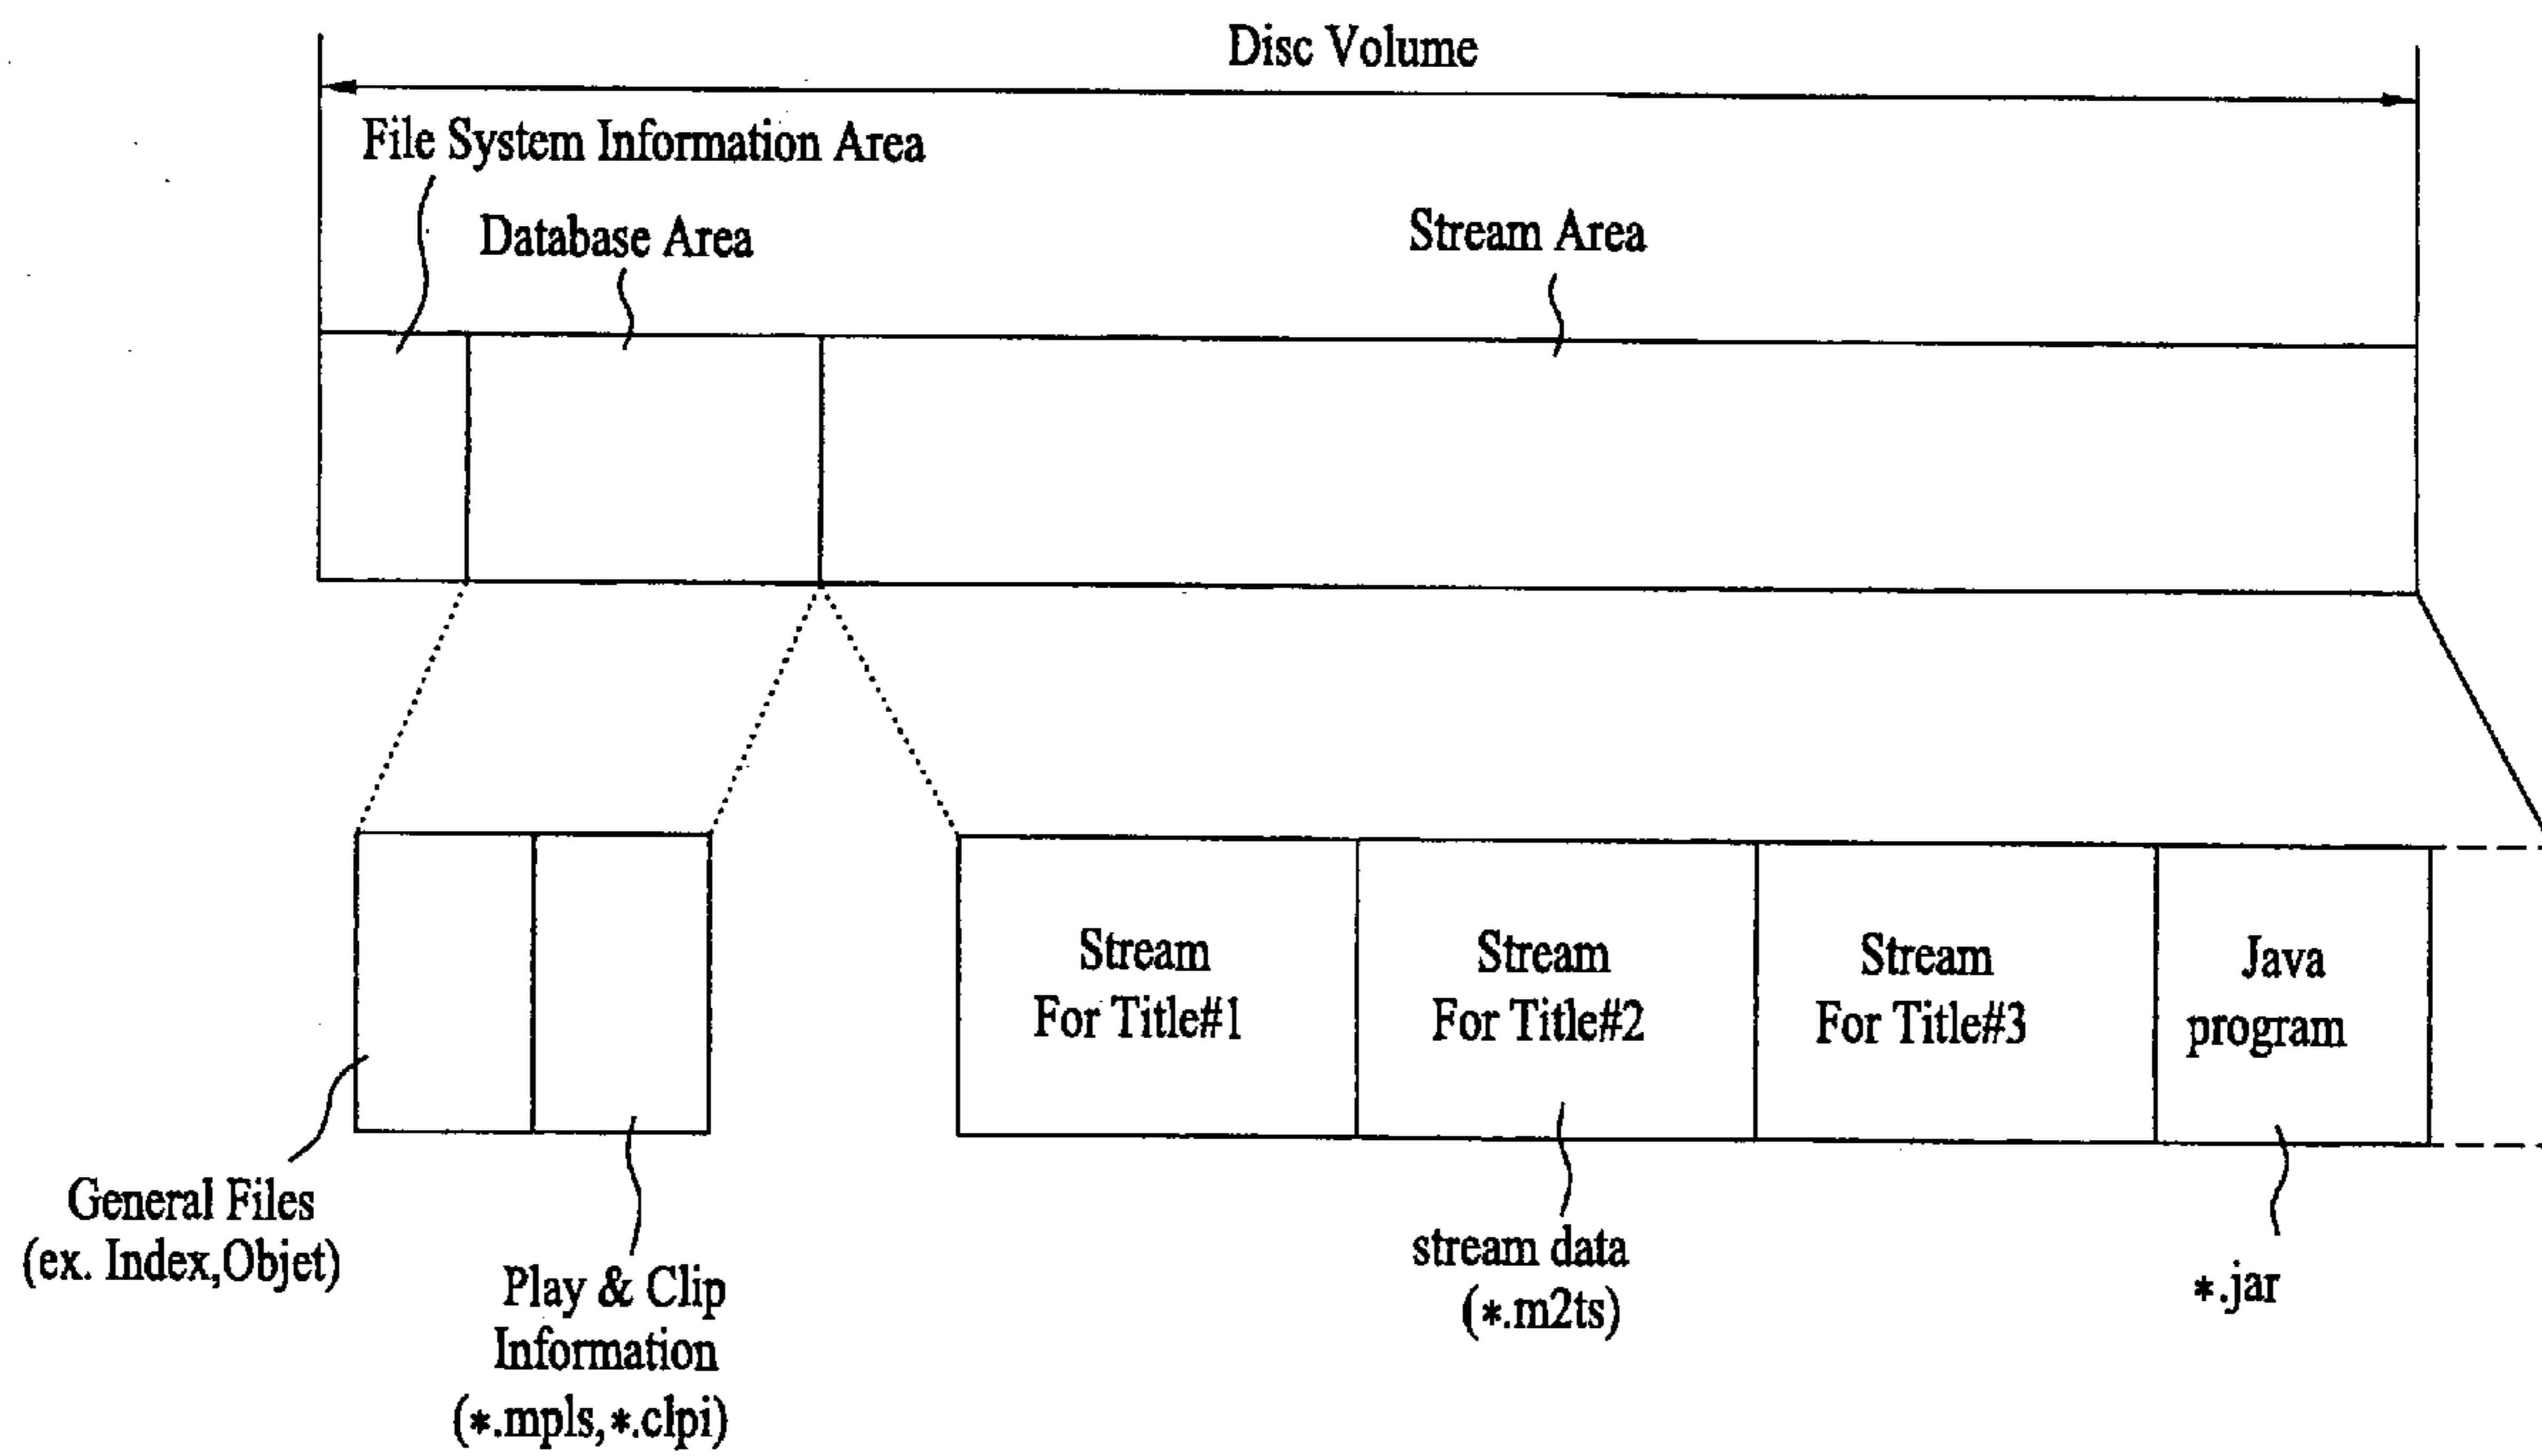 Disc Volume
File System Information Area
Database Area
Stream Area
Stream
For Title#1
Stream
For Title#2
Stream
For Title#3
Java
program
General Files
(ex. Index,Objet)
Play & Clip
Information
(*.mpls,*.clpi)
stream data
(*.m2ts)
*.jar